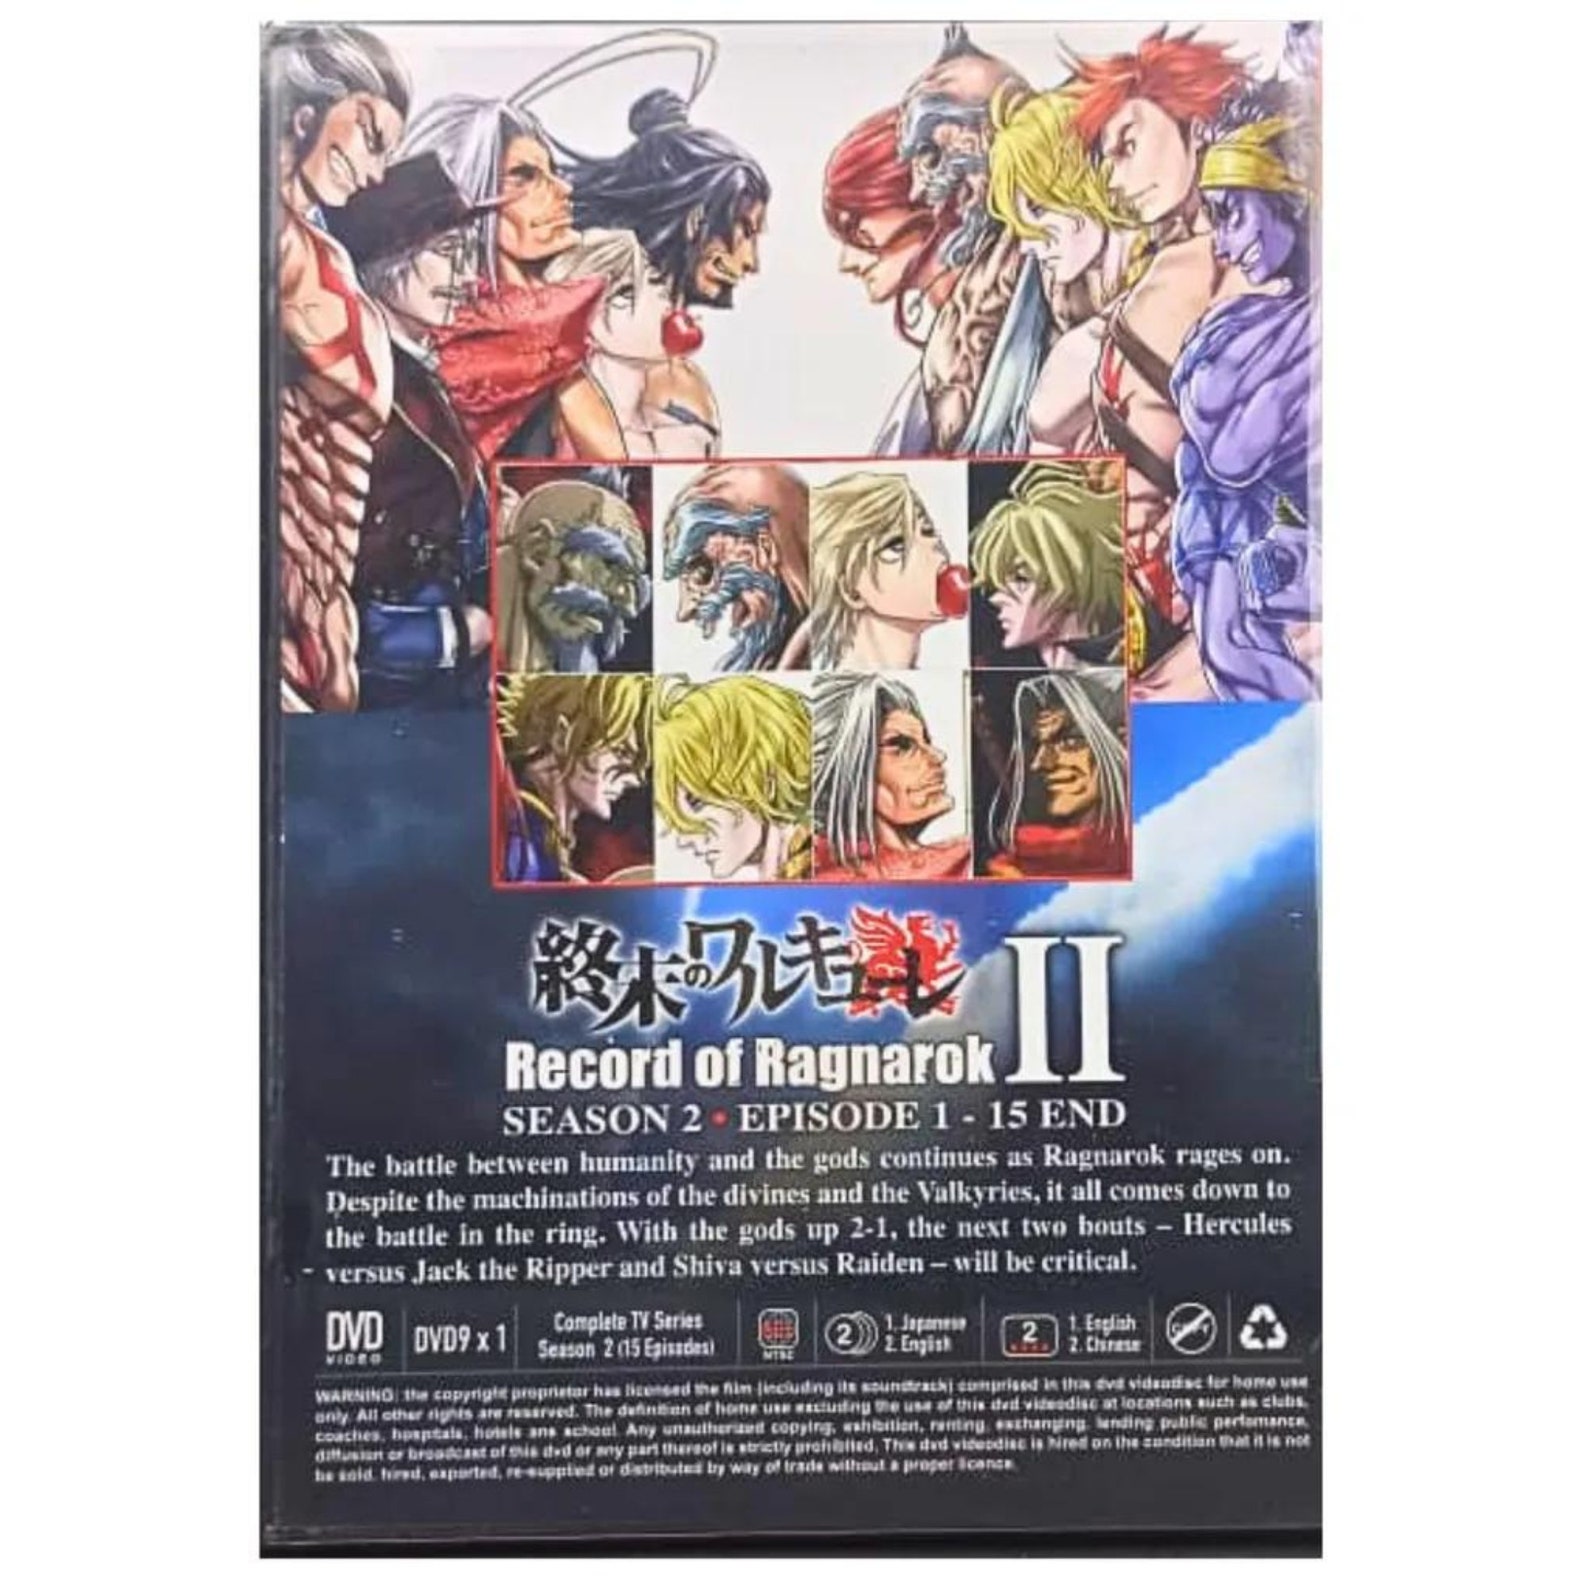 終末のワルキューレ II
Record of Ragnarok
SEASON 2 • EPISODE 1 - 15 END
The battle between humanity and the gods continues as Ragnarok rages on.
Despite the machinations of the divines and the Valkyries, it all comes down to
the battle in the ring. With the gods up 2-1, the next two bouts – Hercules
versus Jack the Ripper and Shiva versus Raiden – will be critical.
DVD VIDEO
DVD9 x 1
Complete TV Series
Season 2 (15 Episodes)
NTSC
2
1. Japanese
2. English
2
1. English
2. Chinese
WARNING: the copyright proprietor has licensed the film (including its soundtrack) comprised in this dvd videodisc for home use
only. All other rights are reserved. The definition of home use excluding the use of this dvd videodisc at locations such as clubs,
coaches, hospitals, hotels ans school. Any unauthorized copying, exhibition, renting, exchanging, lending public perfomance,
diffusion or broadcast of this dvd or any part thereof is strictly prohibited. This dvd videodisc is hired on the condition that it is not
be sold, hired, exported, re-supplied or distributed by way of trade without a proper licence.